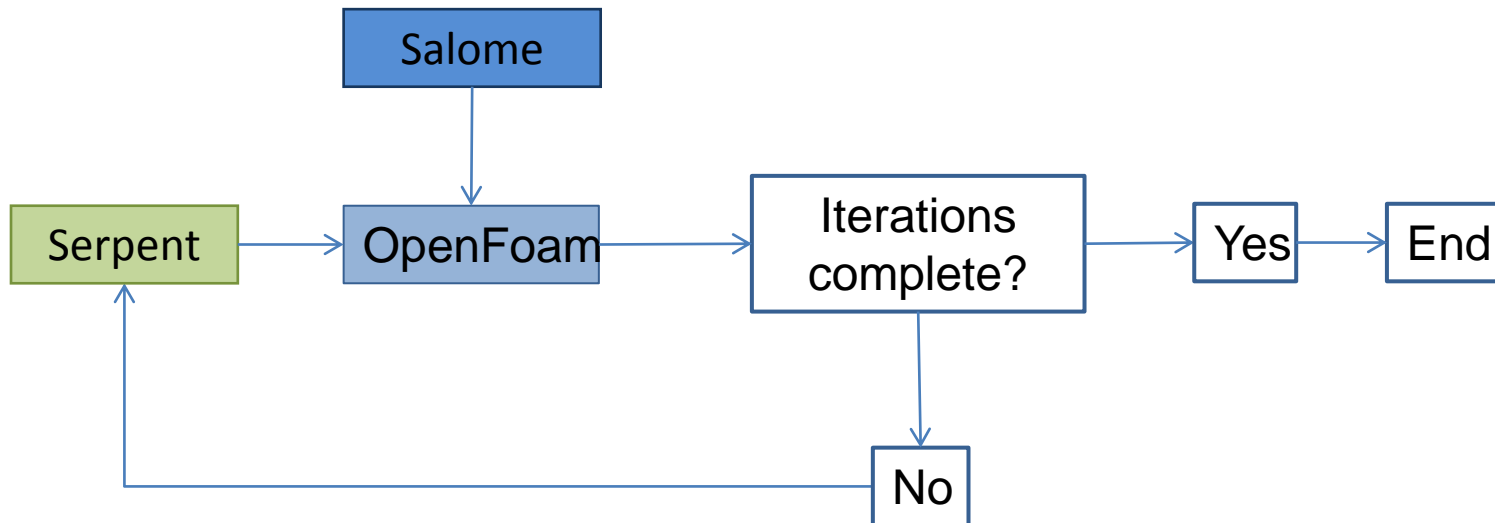 Salome
Serpent
OpenFoam
Iterations
complete?
Yes
End
No